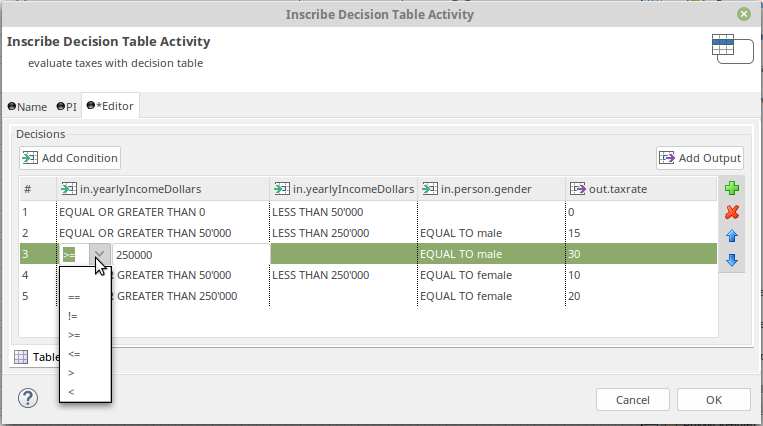 Inscribe Decision Table Activity
Inscribe Decision Table Activity
evaluate taxes with decision table
Name PI *Editor
Decisions
Add Condition Add Output
# in.yearlyIncomeDollars in.yearlyIncomeDollars in.person.gender out.taxrate
1 EQUAL OR GREATER THAN 0 LESS THAN 50'000 0
2 EQUAL OR GREATER THAN 50'000 LESS THAN 250'000 EQUAL TO male 15
3 >= 250000 EQUAL TO male 30
4 GREATER THAN 50'000 LESS THAN 250'000 EQUAL TO female 10
5 GREATER THAN 250'000 EQUAL TO female 20
==
!=
>=
<=
>
<
Table
? Cancel OK